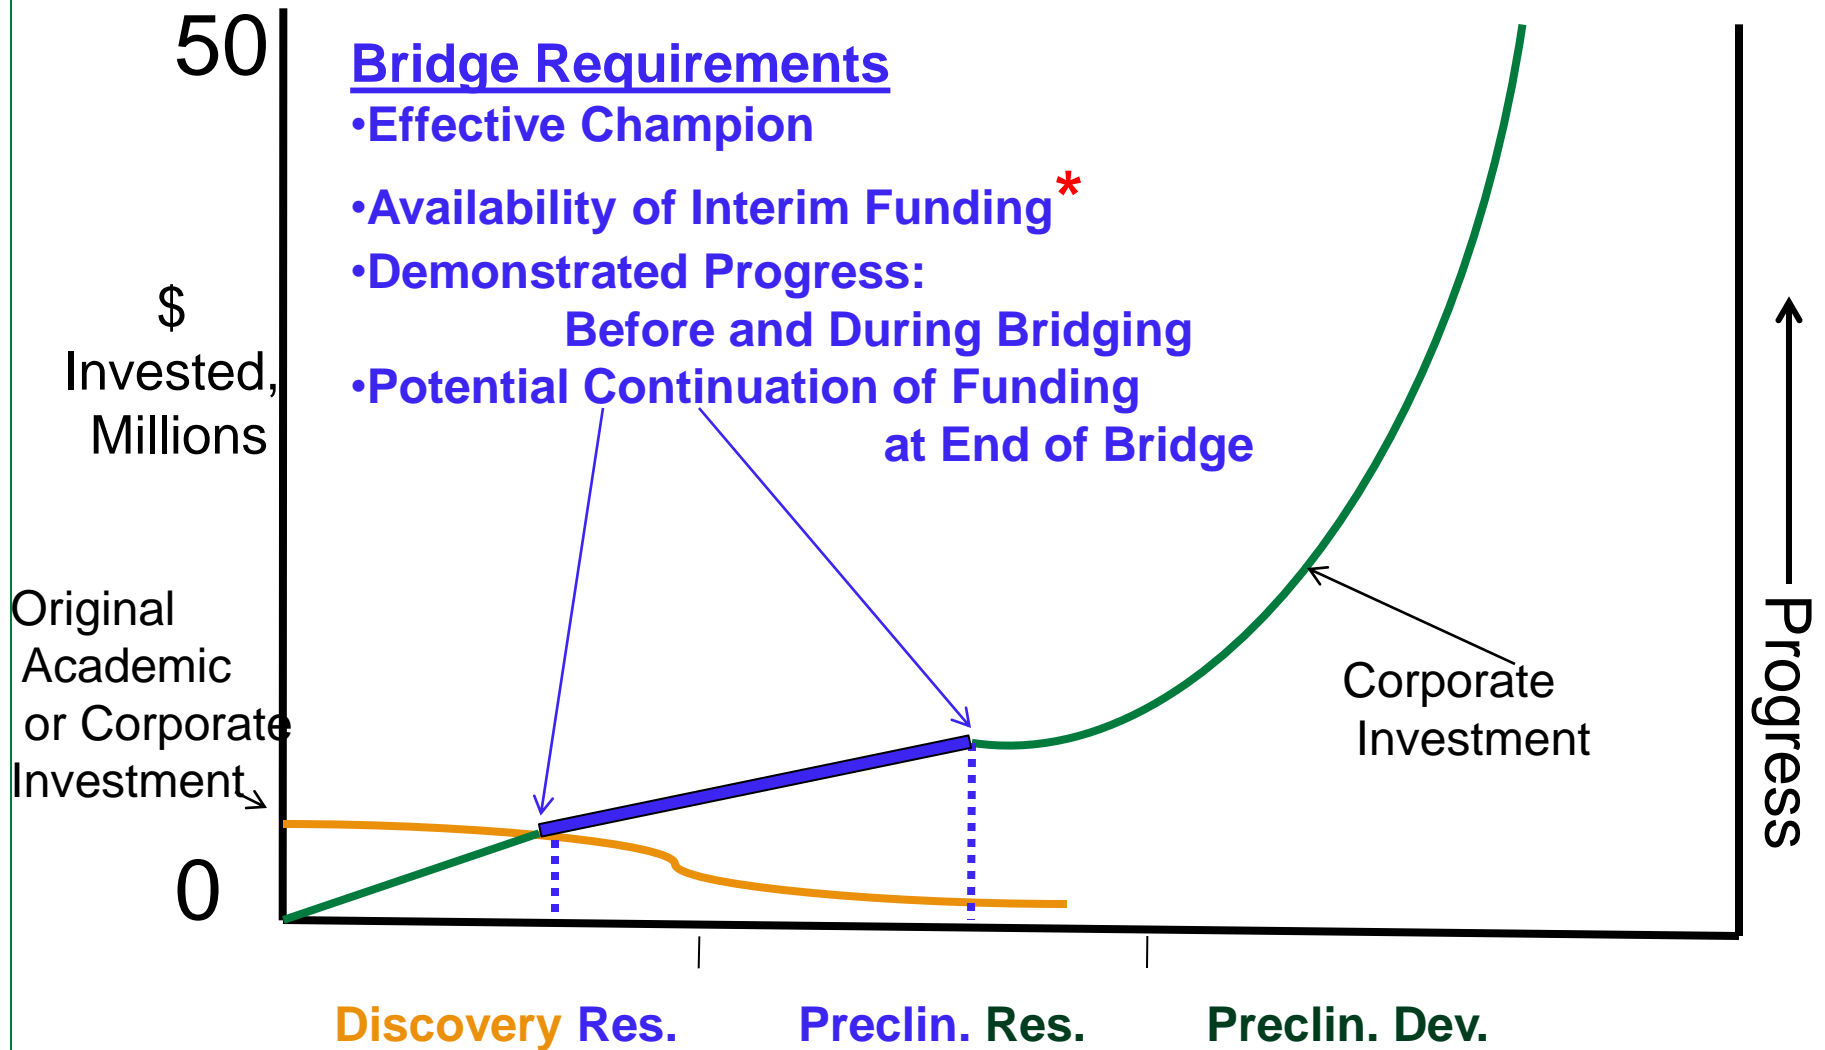 50
Bridge Requirements
•Effective Champion
•Availability of Interim Funding*
•Demonstrated Progress:
Before and During Bridging
•Potential Continuation of Funding
at End of Bridge
$
Invested,
Millions
Original
Academic
or Corporate
Investment
0
Corporate
Investment
Progress
Discovery Res.
Preclin. Res.
Preclin. Dev.